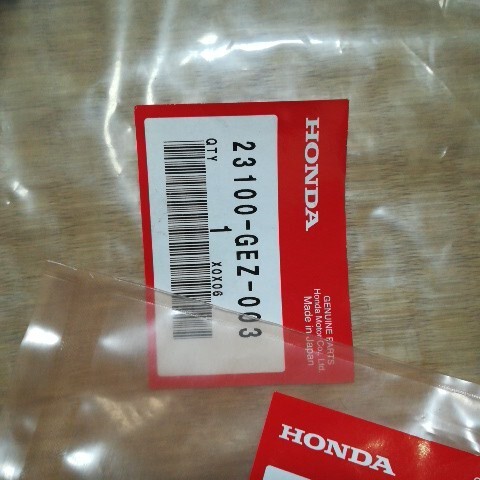 HONDA
GENUINE PARTS
Honda Motor Co., Ltd.
Made in Japan
23100-GEZ-003
QTY 1 X0X06
HONDA